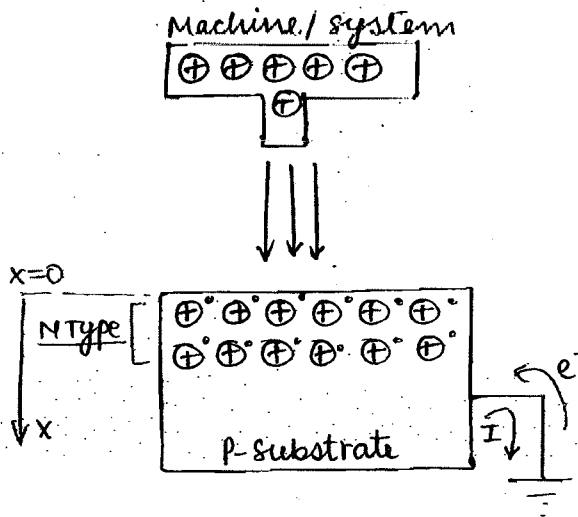 Machine/ system
⊕ ⊕ ⊕ ⊕ ⊕
⊕
x=0
N Type
⊕ ⊕ ⊕ ⊕ ⊕ ⊕
⊕ ⊕ ⊕ ⊕ ⊕ ⊕
x
P-substrate
I
e⁻